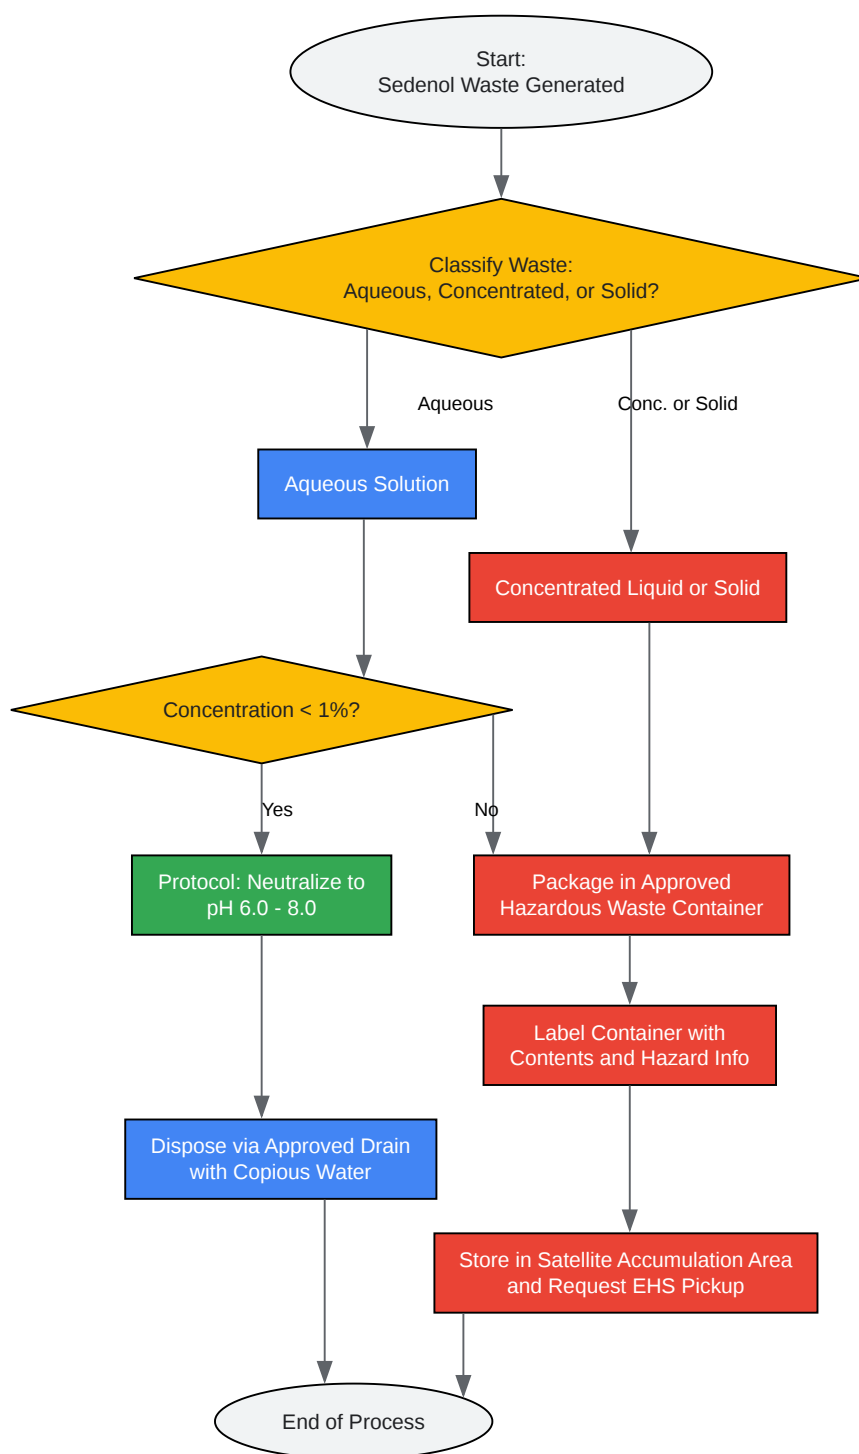 Start:
Sedenol Waste Generated
Classify Waste:
Aqueous, Concentrated, or Solid?
Aqueous
Conc. or Solid
Aqueous Solution
Concentrated Liquid or Solid
Concentration < 1%?
Yes
No
Protocol: Neutralize to
pH 6.0 - 8.0
Package in Approved
Hazardous Waste Container
Label Container with
Contents and Hazard Info
Dispose via Approved Drain
with Copious Water
Store in Satellite Accumulation Area
and Request EHS Pickup
End of Process